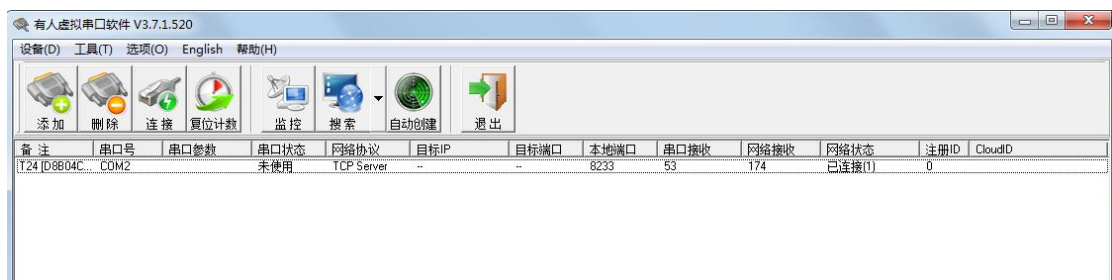 有人虚拟串口软件 V3.7.1.520
设备(D) 工具(T) 选项(O) English 帮助(H)
添加 删除 连接 复位计数 监控 搜索 自动创建 退出
备 注 串口号 串口参数 串口状态 网络协议 目标IP 目标端口 本地端口 串口接收 网络接收 网络状态 注册ID CloudID
T24 [D8B04C... COM2 未使用 TCP Server -- -- 8233 53 174 已连接(1) 0